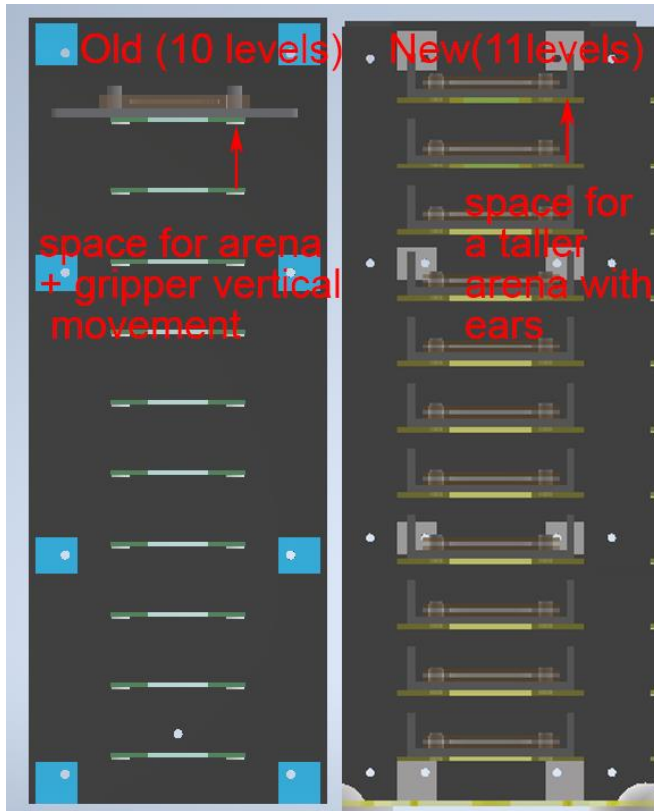 Old (10 levels)
New(11levels)
space for arena
+ gripper vertical
movement
space for
a taller
arena with
ears